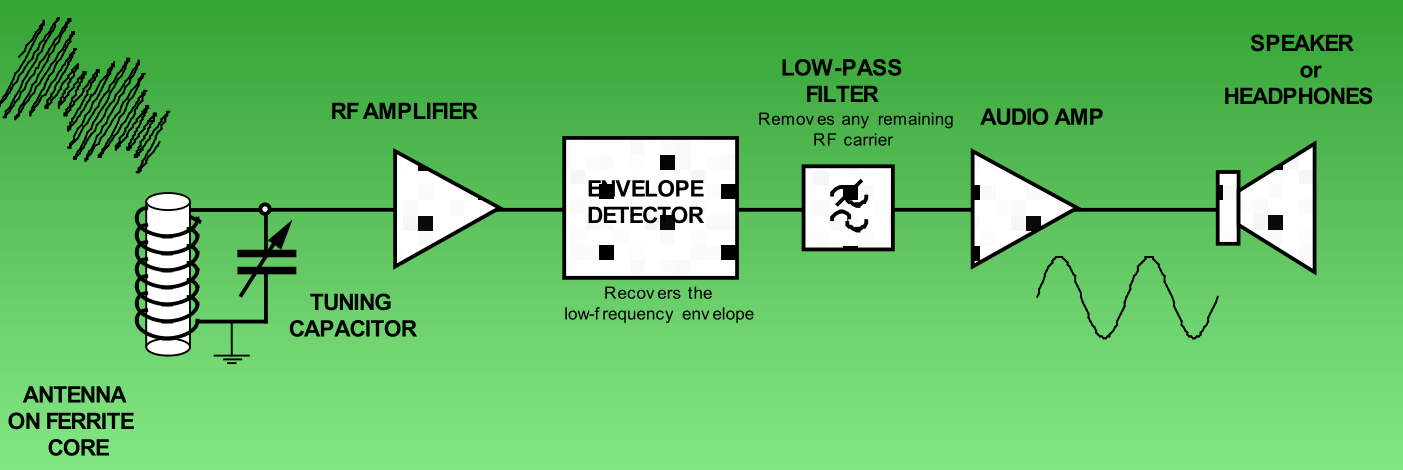 SPEAKER
or
HEADPHONES
LOW-PASS
FILTER
Removes any remaining
RF carrier
RF AMPLIFIER
AUDIO AMP
ENVELOPE
DETECTOR
Recovers the
low-frequency envelope
TUNING
CAPACITOR
ANTENNA
ON FERRITE
CORE